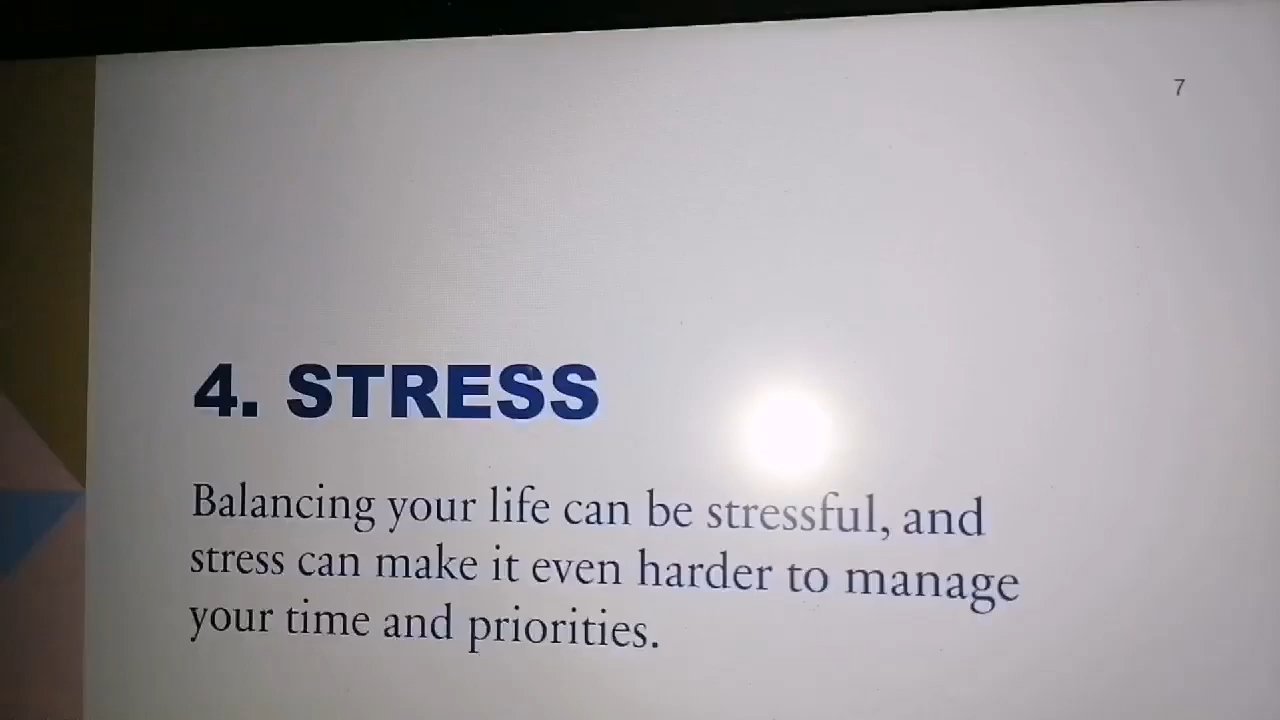 7
4. STRESS
Balancing your life can be stressful, and
stress can make it even harder to manage
your time and priorities.